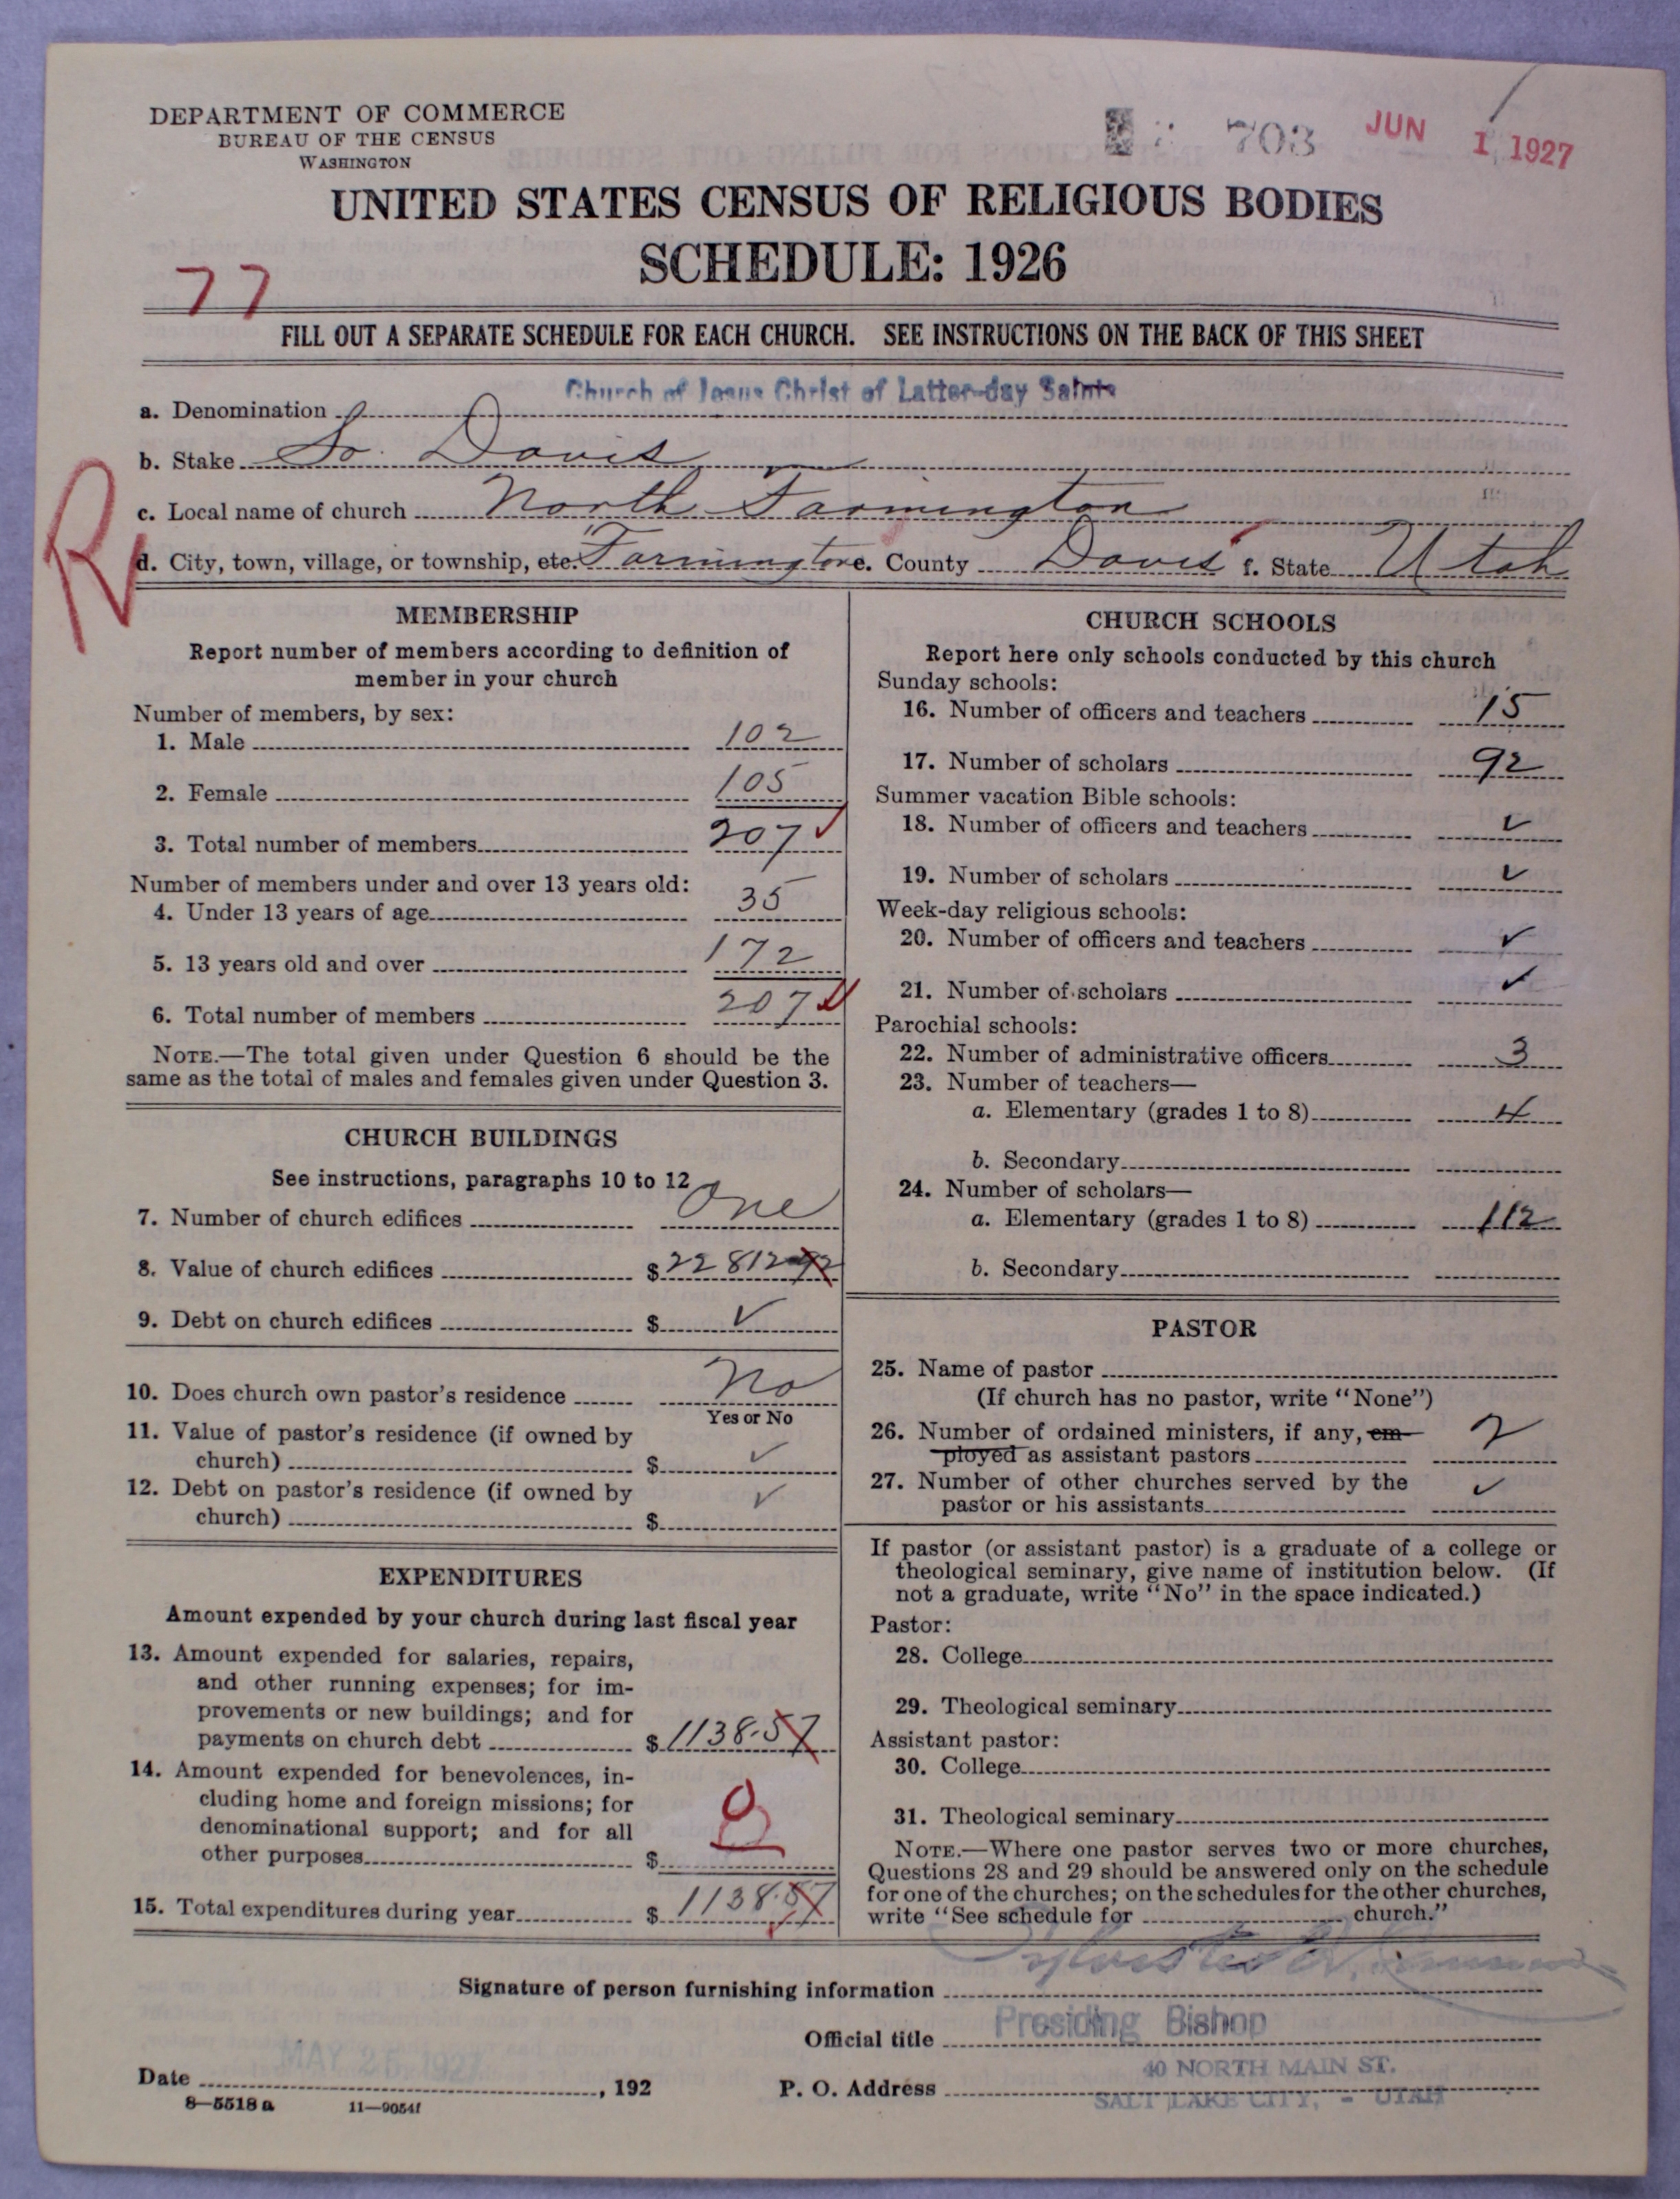 DEPARTMENT OF COMMERCE
BUREAU OF THE CENSUS
WASHINGTON
703 JUN 1 1927
UNITED STATES CENSUS OF RELIGIOUS BODIES
SCHEDULE: 1926
77
FILL OUT A SEPARATE SCHEDULE FOR EACH CHURCH. SEE INSTRUCTIONS ON THE BACK OF THIS SHEET
a. Denomination Church of Jesus Christ of Latter-day Saints
b. Stake So. Davis
c. Local name of church North Farmington
R
d. City, town, village, or township, etc. Farmington e. County Davis f. State Utah
MEMBERSHIP
Report number of members according to definition of
member in your church
Number of members, by sex:
1. Male 102
2. Female 105
3. Total number of members 207 ✓
Number of members under and over 13 years old:
4. Under 13 years of age 35
5. 13 years old and over 172
6. Total number of members 207 ✓
NOTE.—The total given under Question 6 should be the
same as the total of males and females given under Question 3.
CHURCH BUILDINGS
See instructions, paragraphs 10 to 12
7. Number of church edifices One
8. Value of church edifices $ 22812
9. Debt on church edifices $ ✓
10. Does church own pastor's residence No
Yes or No
11. Value of pastor's residence (if owned by
church) $ ✓
12. Debt on pastor's residence (if owned by
church) $ ✓
EXPENDITURES
Amount expended by your church during last fiscal year
13. Amount expended for salaries, repairs,
and other running expenses; for im-
provements or new buildings; and for
payments on church debt $ 1138.57
14. Amount expended for benevolences, in-
cluding home and foreign missions; for
denominational support; and for all
other purposes $
15. Total expenditures during year $ 1138.57
CHURCH SCHOOLS
Report here only schools conducted by this church
Sunday schools:
16. Number of officers and teachers 15
17. Number of scholars 92
Summer vacation Bible schools:
18. Number of officers and teachers ✓
19. Number of scholars ✓
Week-day religious schools:
20. Number of officers and teachers ✓
21. Number of scholars ✓
Parochial schools:
22. Number of administrative officers 3
23. Number of teachers—
a. Elementary (grades 1 to 8) 4
b. Secondary
24. Number of scholars—
a. Elementary (grades 1 to 8) 112
b. Secondary
PASTOR
25. Name of pastor
(If church has no pastor, write "None")
26. Number of ordained ministers, if any, em-
ployed as assistant pastors 2
27. Number of other churches served by the
pastor or his assistants ✓
If pastor (or assistant pastor) is a graduate of a college or
theological seminary, give name of institution below. (If
not a graduate, write "No" in the space indicated.)
Pastor:
28. College
29. Theological seminary
Assistant pastor:
30. College
31. Theological seminary
NOTE.—Where one pastor serves two or more churches,
Questions 28 and 29 should be answered only on the schedule
for one of the churches; on the schedules for the other churches,
write "See schedule for church."
Signature of person furnishing information
Official title Presiding Bishop
Date MAY 25 1927, 192
P. O. Address 40 NORTH MAIN ST.
SALT LAKE CITY, - UTAH
8—5518 a 11—9054f